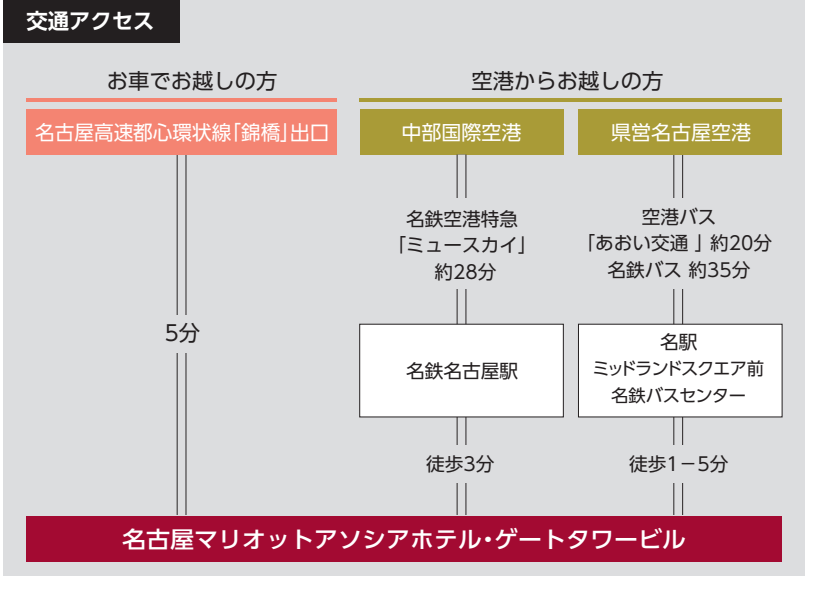 交通アクセス
お車でお越しの方
名古屋高速都心環状線「錦橋」出口
5分
空港からお越しの方
中部国際空港
名鉄空港特急
「ミュースカイ」
約28分
名鉄名古屋駅
徒歩3分
県営名古屋空港
空港バス
「あおい交通 」約20分
名鉄バス 約35分
名駅
ミッドランドスクエア前
名鉄バスセンター
徒歩1－5分
名古屋マリオットアソシアホテル・ゲートタワービル